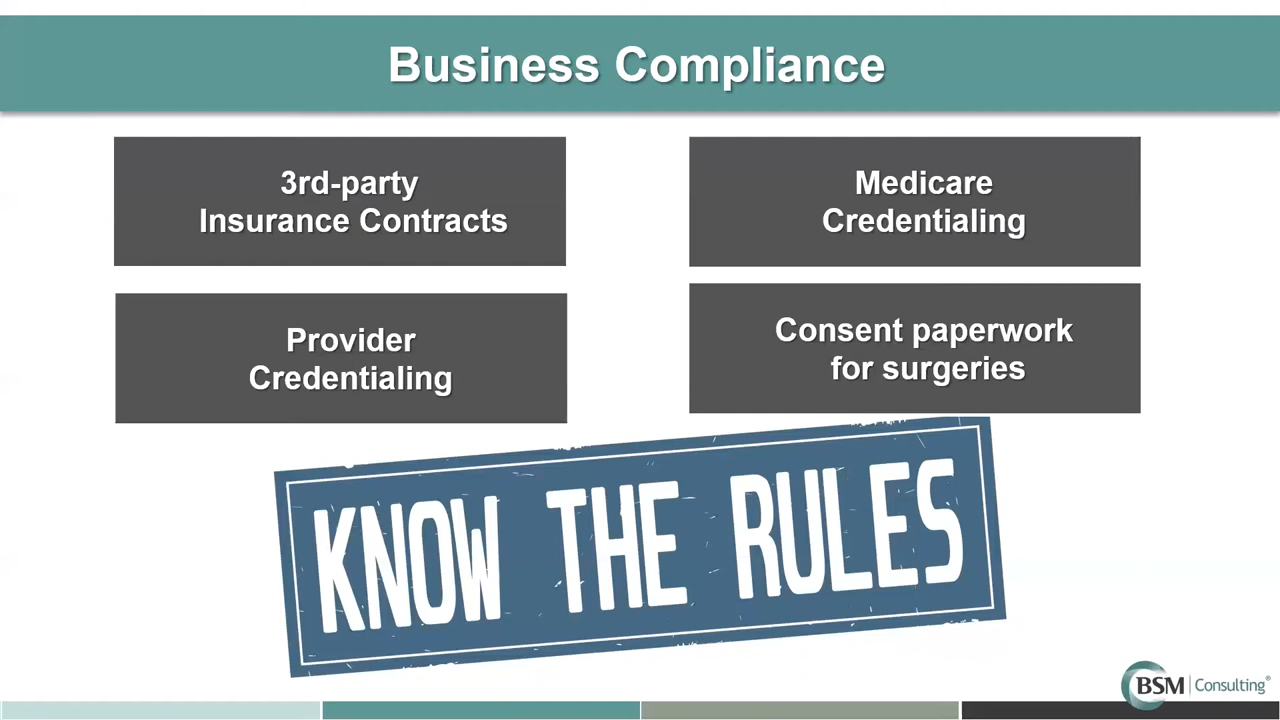 Business Compliance
3rd-party
Insurance Contracts
Medicare
Credentialing
Provider
Credentialing
Consent paperwork
for surgeries
KNOW THE RULES
BSM Consulting®